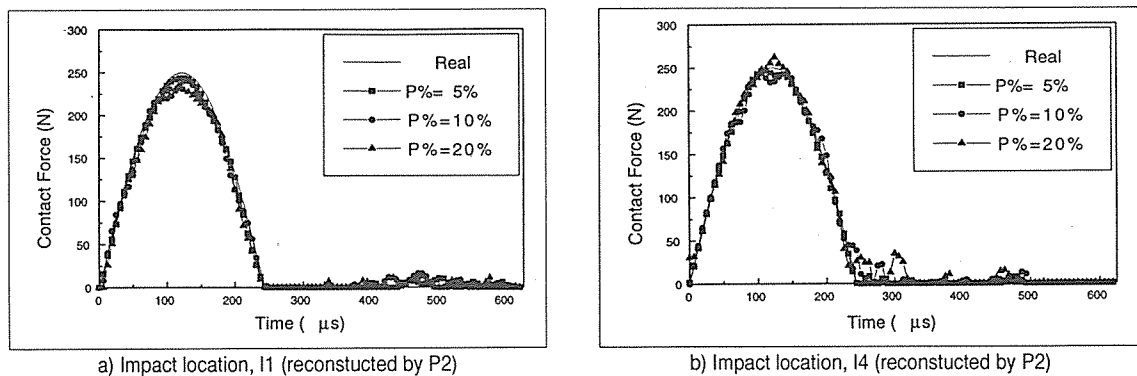 300
250
200
150
100
50
0
Contact Force (N)
0 100 200 300 400 500 600
Time ( μs)
Real
P%= 5%
P%=10%
P%=20%
a) Impact location, I1 (reconstucted by P2)
300
250
200
150
100
50
0
Contact Force (N)
0 100 200 300 400 500 600
Time ( μs)
Real
P%= 5%
P%=10%
P%=20%
b) Impact location, I4 (reconstucted by P2)